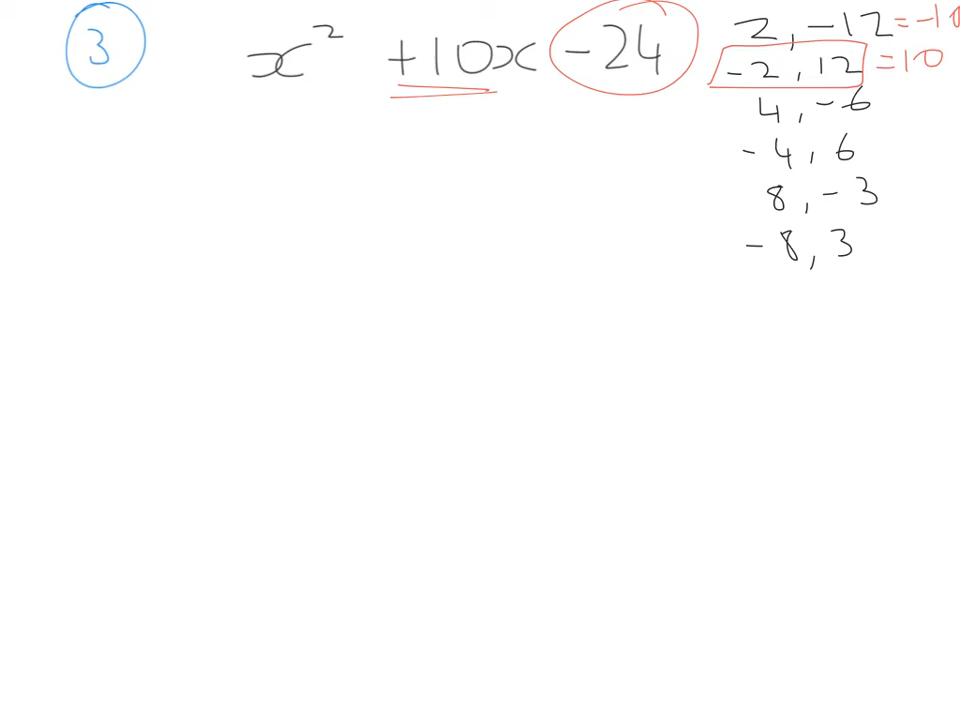 3 x² +10x -24
2, -12 = -10
-2, 12 = 10
4, -6
-4, 6
8, -3
-8, 3